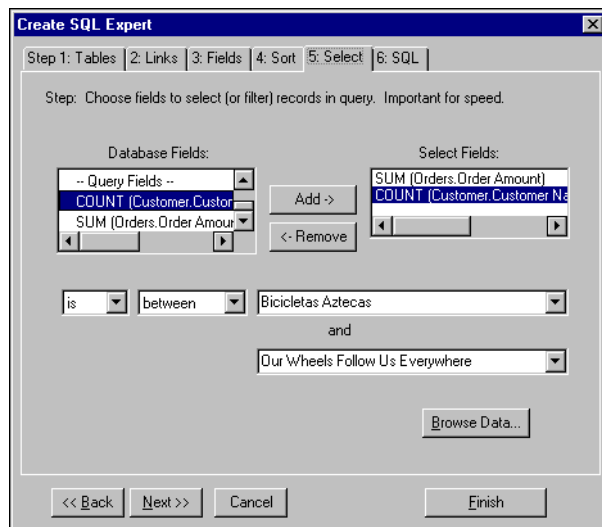 Create SQL Expert
Step 1: Tables 2: Links 3: Fields 4: Sort 5: Select 6: SQL
Step: Choose fields to select (or filter) records in query. Important for speed.
Database Fields:
Select Fields:
-- Query Fields --
COUNT (Customer.Custor
SUM (Orders.Order Amour
Add ->
<- Remove
SUM (Orders.Order Amount)
COUNT (Customer.Customer Na
is between Bicicletas Aztecas
and
Our Wheels Follow Us Everywhere
Browse Data...
<< Back Next >> Cancel Finish